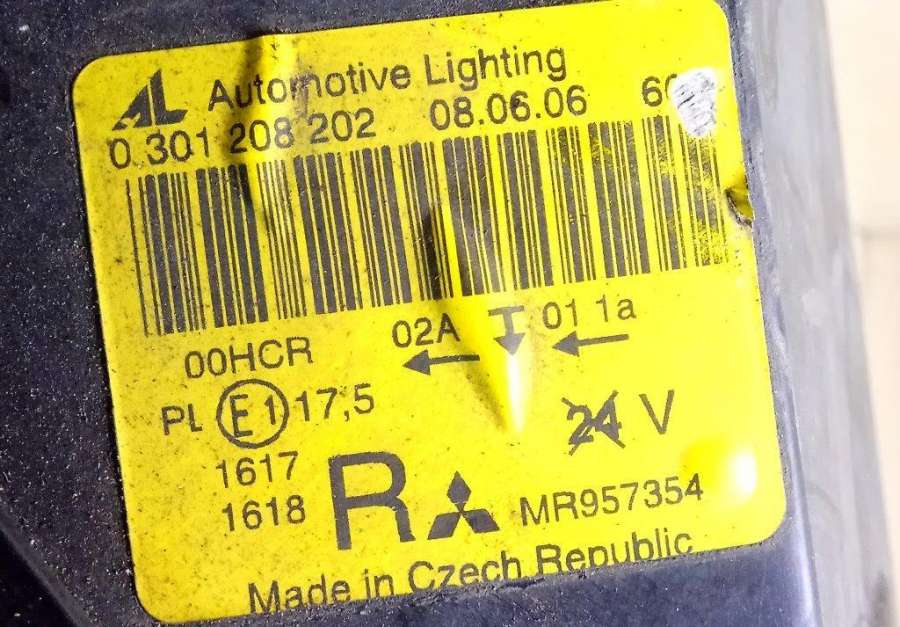 AL Automotive Lighting
0 301 208 202 08.06.06
00HCR 02A 01 1a
PL E1 17,5
24 V
1617
1618
R MR957354
Made in Czech Republic